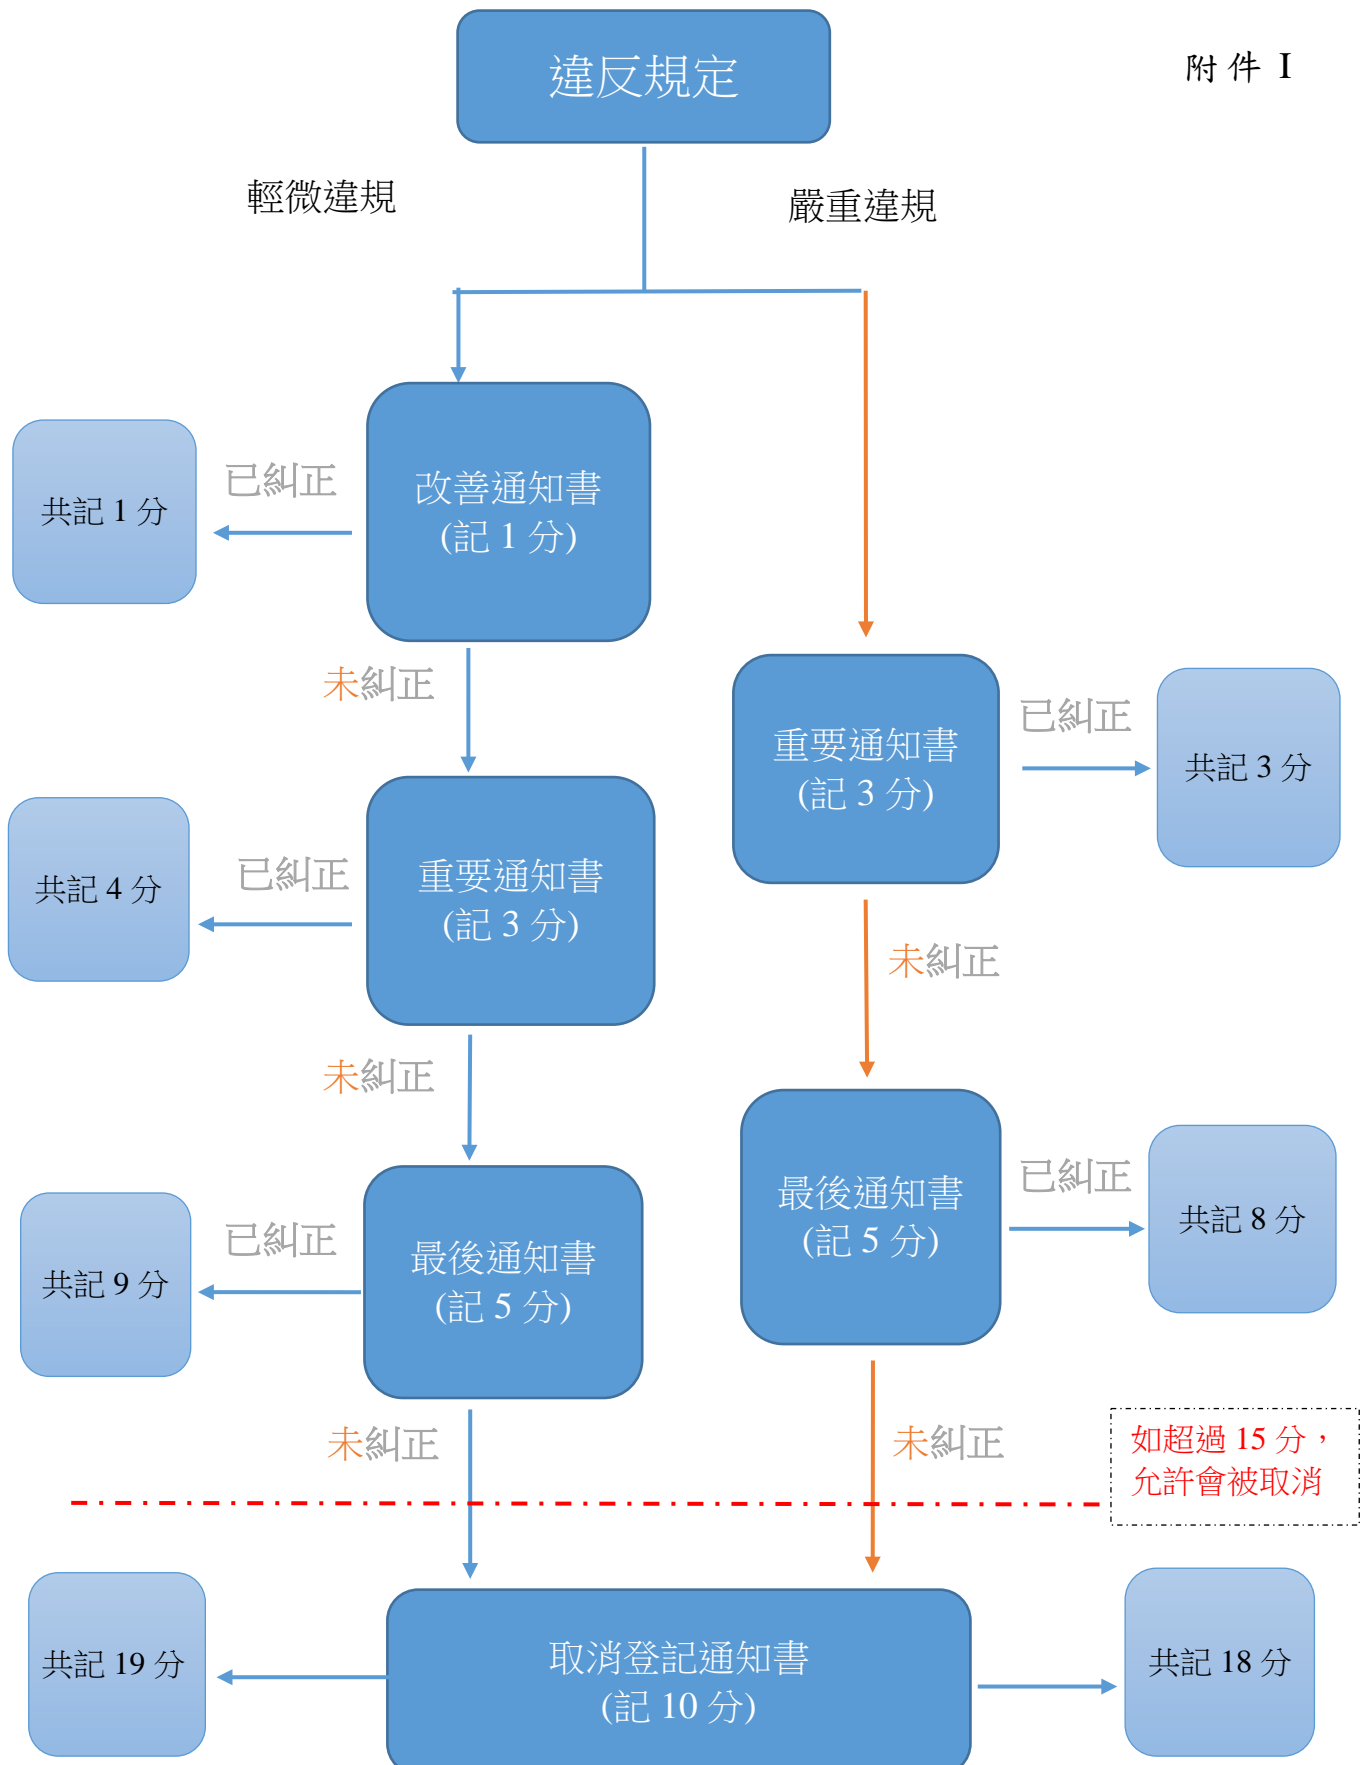 附件 I
違反規定
輕微違規
嚴重違規
改善通知書
(記 1 分)
已糾正
共記 1 分
未糾正
重要通知書
(記 3 分)
已糾正
共記 3 分
重要通知書
(記 3 分)
已糾正
共記 4 分
未糾正
未糾正
最後通知書
(記 5 分)
已糾正
共記 8 分
最後通知書
(記 5 分)
已糾正
共記 9 分
未糾正
未糾正
如超過 15 分，
允許會被取消
取消登記通知書
(記 10 分)
共記 19 分
共記 18 分